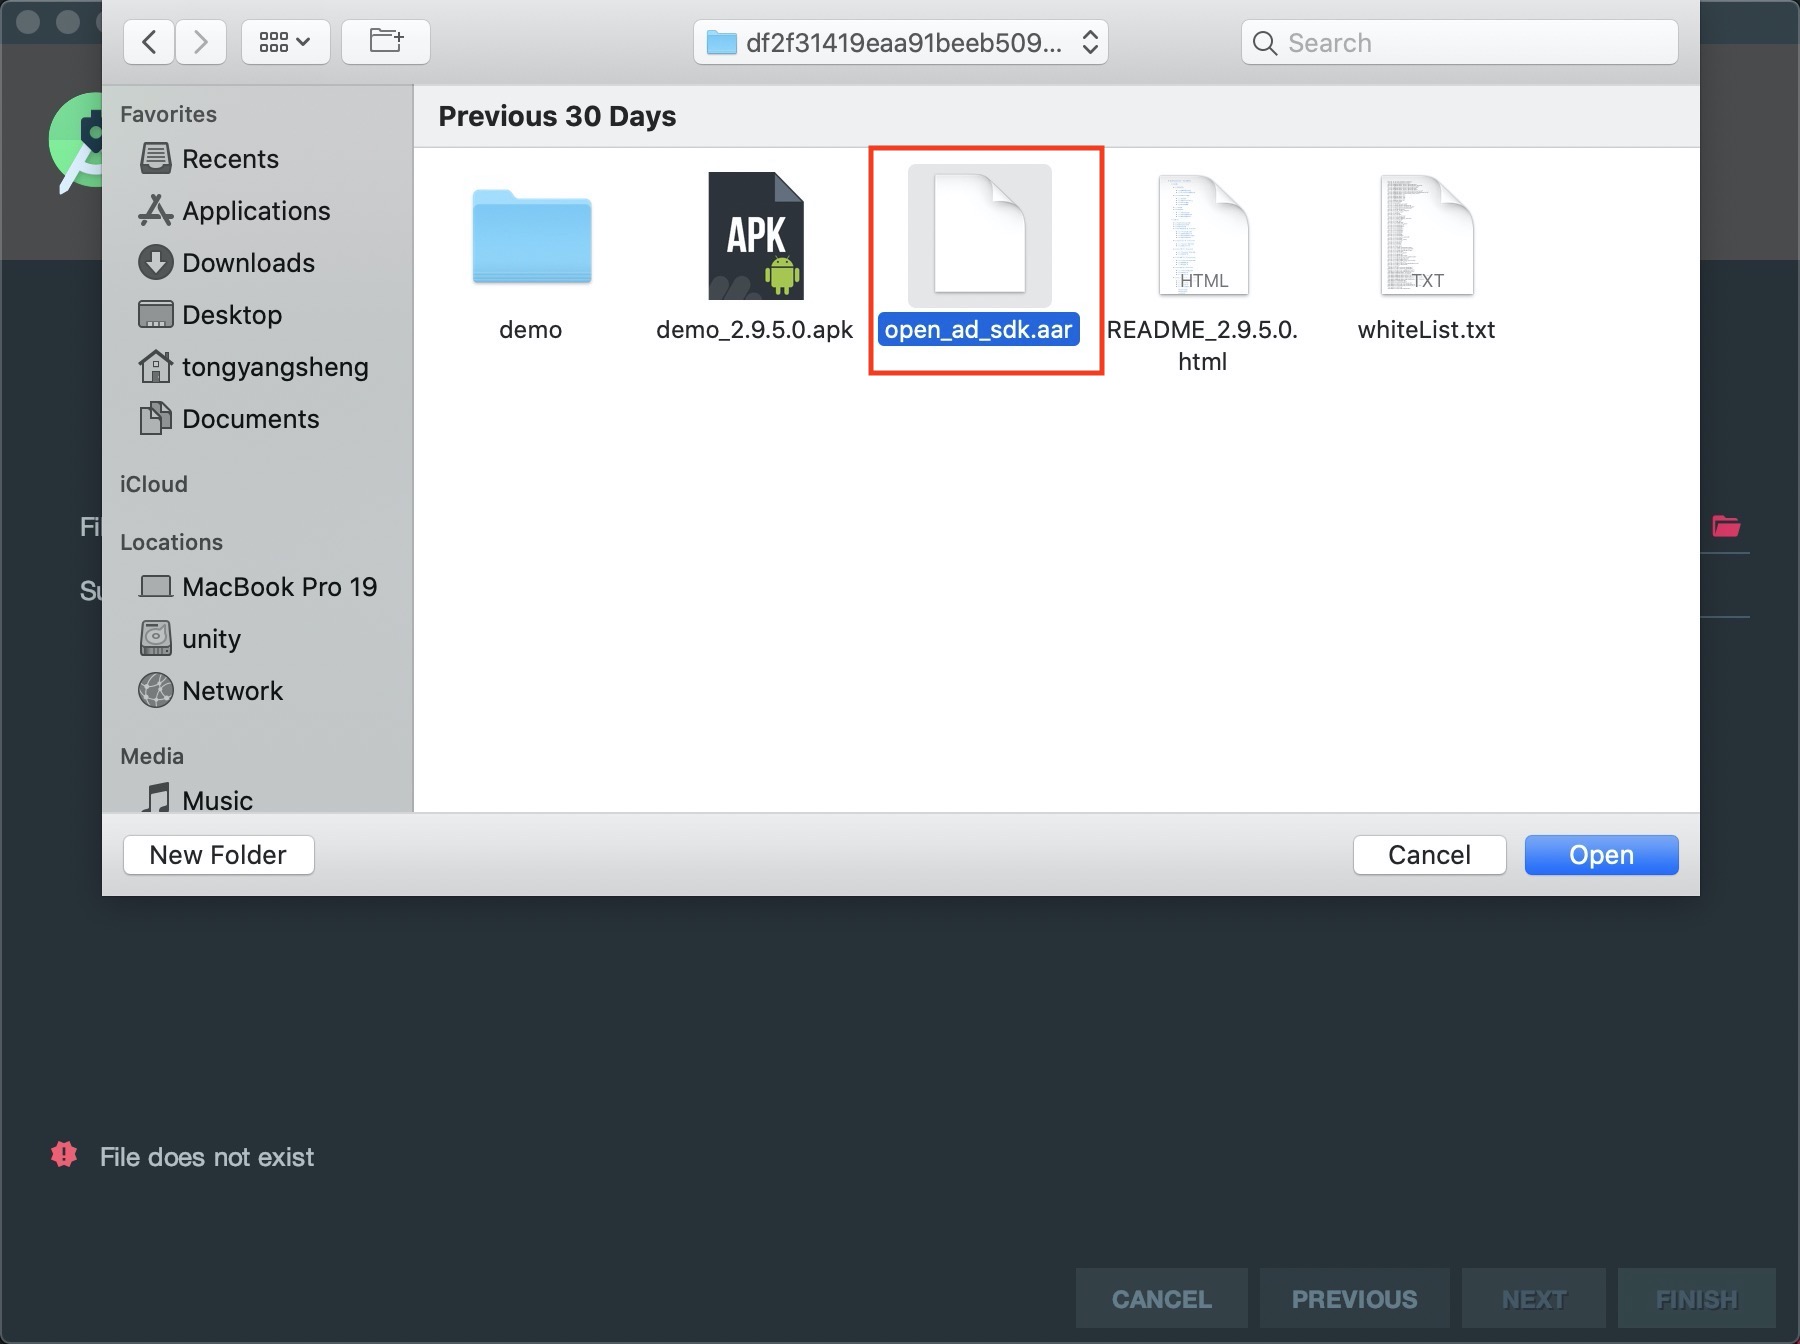 df2f31419eaa91beeb509...
Search
Favorites
Recents
Applications
Downloads
Desktop
tongyangsheng
Documents
iCloud
Locations
MacBook Pro 19
unity
Network
Media
Music
Previous 30 Days
demo
APK
demo_2.9.5.0.apk
open_ad_sdk.aar
HTML
README_2.9.5.0.
html
TXT
whiteList.txt
Fi
Su
New Folder
Cancel
Open
File does not exist
CANCEL
PREVIOUS
NEXT
FINISH